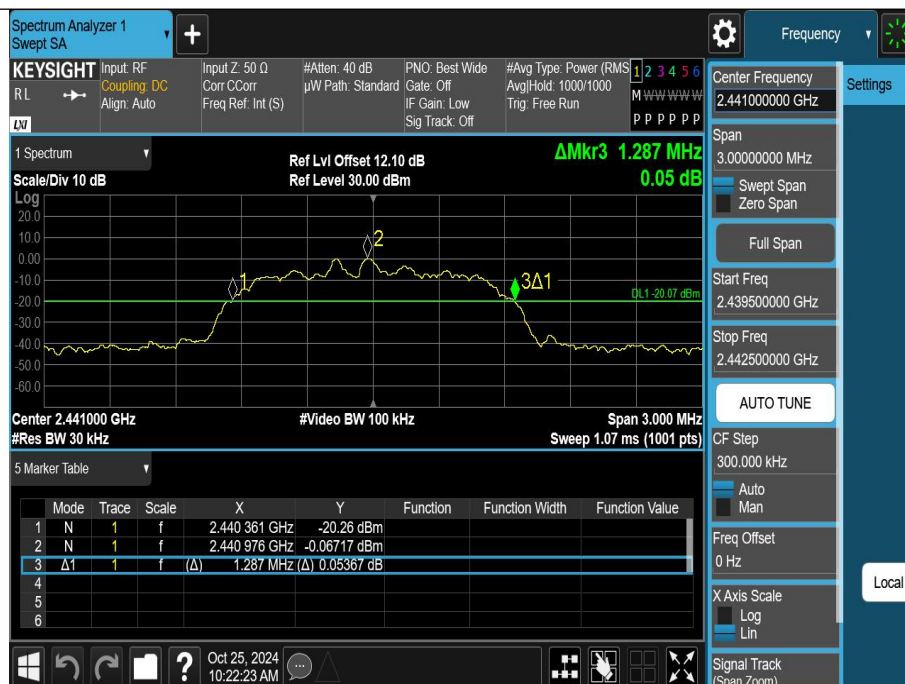 Spectrum Analyzer 1
Swept SA
+
Frequency
KEYSIGHT
RL
LXI
Input: RF
Coupling: DC
Align: Auto
Input Z: 50 Ω
Corr CCorr
Freq Ref: Int (S)
#Atten: 40 dB
µW Path: Standard
PNO: Best Wide
Gate: Off
IF Gain: Low
Sig Track: Off
#Avg Type: Power (RMS
Avg|Hold: 1000/1000
Trig: Free Run
1 2 3 4 5 6
M W W W W W
P P P P P P
Center Frequency
2.441000000 GHz
Settings
Span
3.00000000 MHz
Swept Span
Zero Span
Full Span
Start Freq
2.439500000 GHz
Stop Freq
2.442500000 GHz
AUTO TUNE
CF Step
300.000 kHz
Auto
Man
Freq Offset
0 Hz
Local
X Axis Scale
Log
Lin
Signal Track
(Span Zoom)
1 Spectrum
Scale/Div 10 dB
Ref Lvl Offset 12.10 dB
Ref Level 30.00 dBm
ΔMkr3 1.287 MHz
0.05 dB
Log
20.0
10.0
0.00
-10.0
-20.0
-30.0
-40.0
-50.0
-60.0
1
2
3Δ1
DL1 -20.07 dBm
Center 2.441000 GHz
#Video BW 100 kHz
Span 3.000 MHz
#Res BW 30 kHz
Sweep 1.07 ms (1001 pts)
5 Marker Table
Mode Trace Scale X Y Function Function Width Function Value
1 N 1 f 2.440 361 GHz -20.26 dBm
2 N 1 f 2.440 976 GHz -0.06717 dBm
3 Δ1 1 f (Δ) 1.287 MHz (Δ) 0.05367 dB
4
5
6
?
Oct 25, 2024
10:22:23 AM